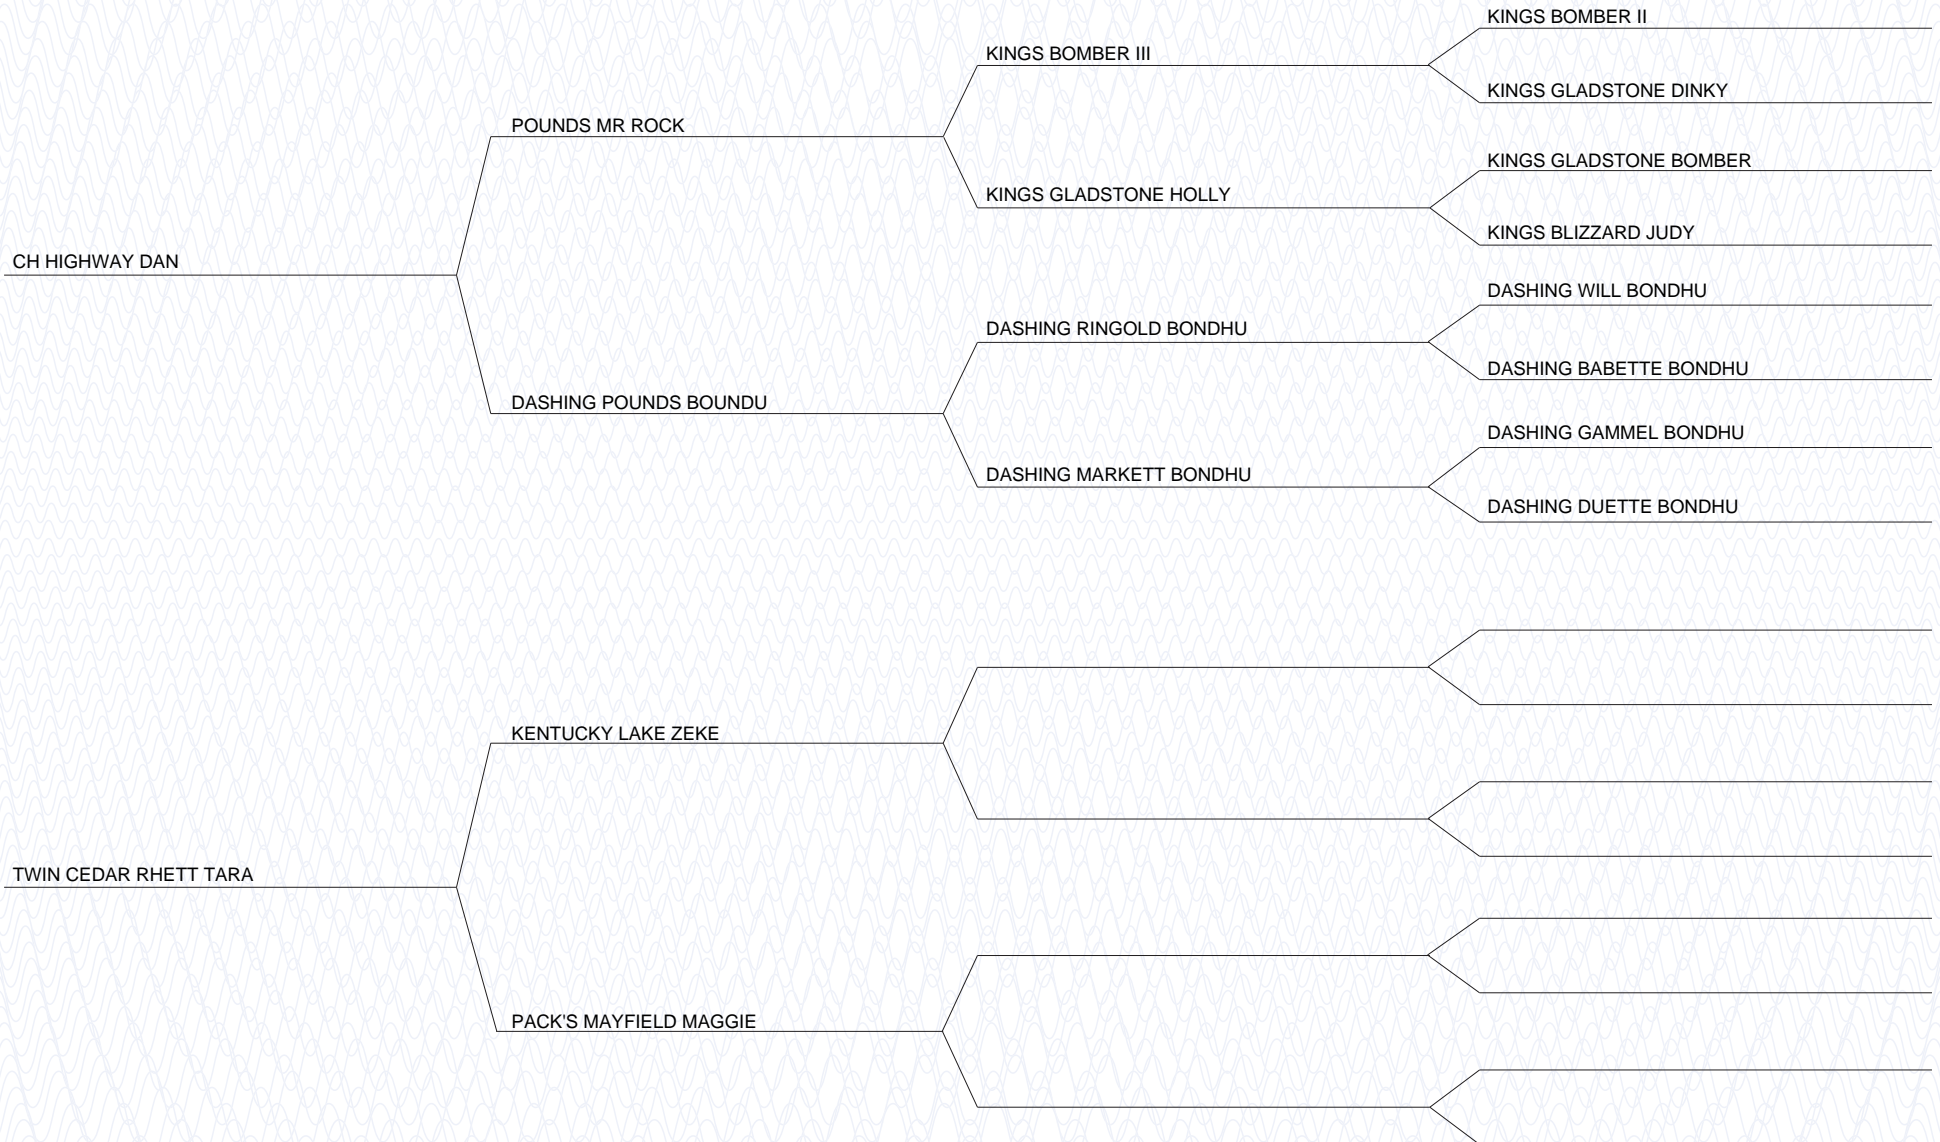 KINGS BOMBER II
KINGS BOMBER III
KINGS GLADSTONE DINKY
POUNDS MR ROCK
KINGS GLADSTONE BOMBER
KINGS GLADSTONE HOLLY
KINGS BLIZZARD JUDY
CH HIGHWAY DAN
DASHING WILL BONDHU
DASHING RINGOLD BONDHU
DASHING BABETTE BONDHU
DASHING POUNDS BOUNDU
DASHING GAMMEL BONDHU
DASHING MARKETT BONDHU
DASHING DUETTE BONDHU
KENTUCKY LAKE ZEKE
TWIN CEDAR RHETT TARA
PACK'S MAYFIELD MAGGIE